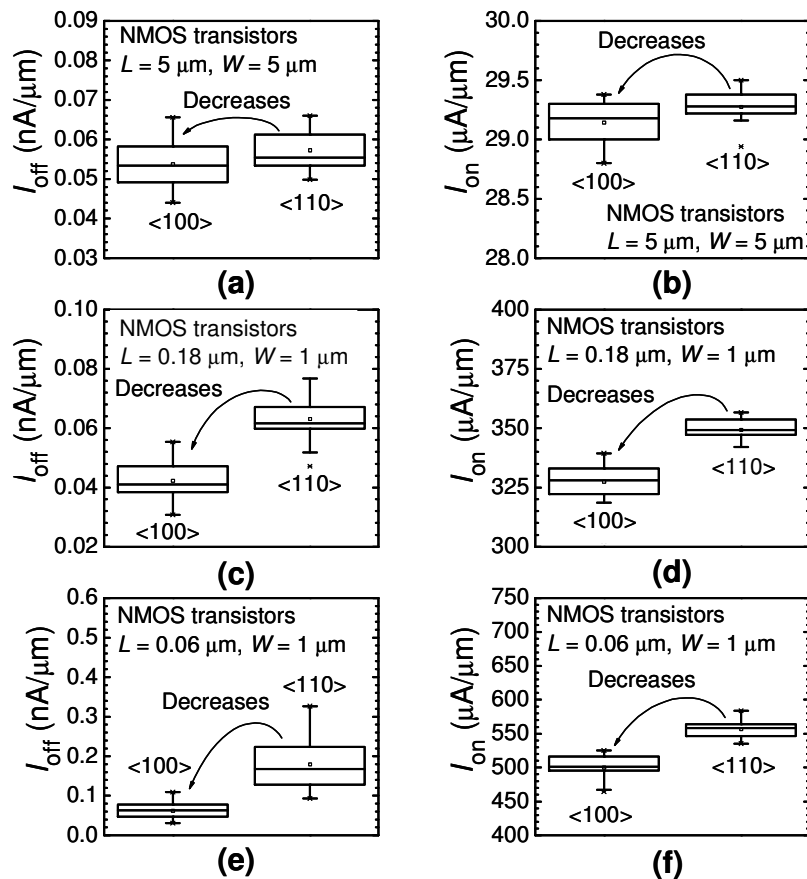 I_off (nA/μm)
0.09
0.08
0.07
0.06
0.05
0.04
0.03
NMOS transistors
L = 5 μm, W = 5 μm
Decreases
<100>
<110>
(a)
I_on (μA/μm)
30.0
29.5
29.0
28.5
28.0
Decreases
<100>
<110>
NMOS transistors
L = 5 μm, W = 5 μm
(b)
I_off (nA/μm)
0.10
0.08
0.06
0.04
0.02
NMOS transistors
L = 0.18 μm, W = 1 μm
Decreases
<100>
<110>
(c)
I_on (μA/μm)
400
375
350
325
300
NMOS transistors
L = 0.18 μm, W = 1 μm
Decreases
<100>
<110>
(d)
I_off (nA/μm)
0.6
0.5
0.4
0.3
0.2
0.1
0.0
NMOS transistors
L = 0.06 μm, W = 1 μm
Decreases
<110>
<100>
(e)
I_on (μA/μm)
750
700
650
600
550
500
450
400
NMOS transistors
L = 0.06 μm, W = 1 μm
Decreases
<110>
<100>
(f)